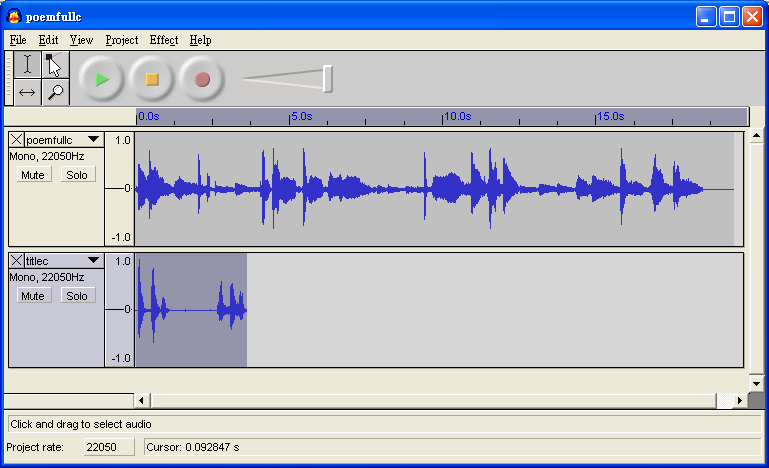 poemfullc
File Edit View Project Effect Help
0.0s 5.0s 10.0s 15.0s
poemfullc
Mono, 22050Hz
Mute Solo
1.0
0
-1.0
titlec
Mono, 22050Hz
Mute Solo
1.0
0
-1.0
Click and drag to select audio
Project rate: 22050 Cursor: 0.092847 s